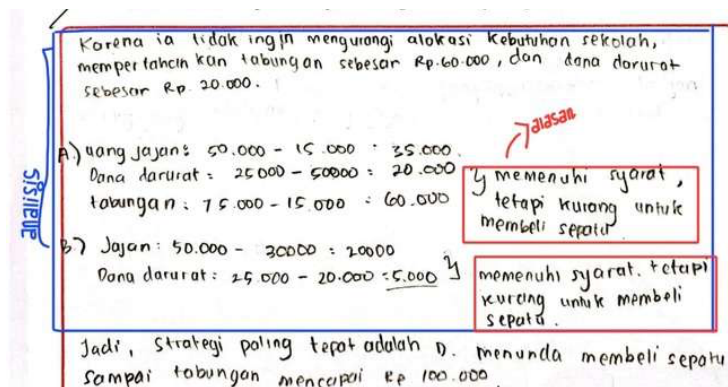 Karena ia tidak ingin mengurangi alokasi kebutuhan sekolah,
mempertahankan tabungan sebesar Rp.60.000, dan dana darurat
sebesar Rp. 20.000.
alasan
analisis
A.) uang jajan : 50.000 - 15.000 : 35.000.
Dana darurat : 25000 - 50000 : 20.000
tabungan : 75.000 - 15.000 : 60.000
} memenuhi syarat,
tetapi kurang untuk
membeli sepatu.
B.) Jajan : 50.000 - 30000 : 20000
Dana darurat : 25.000 - 20.000 : 5.000
} memenuhi syarat. tetapi
kurang untuk membeli
sepatu.
Jadi, strategi paling tepat adalah D. menunda membeli sepatu
sampai tabungan mencapai Rp 100.000